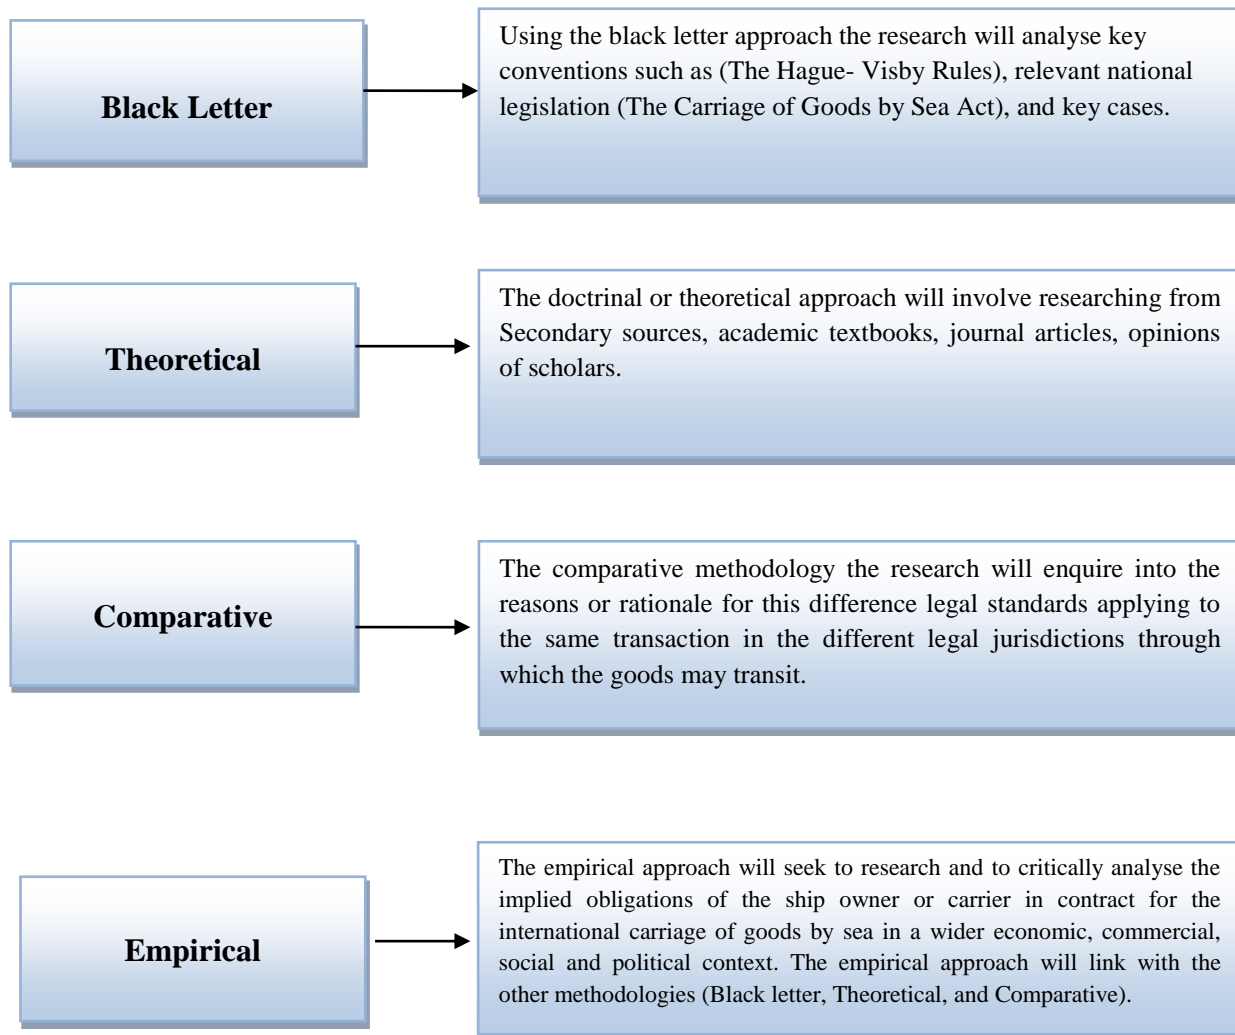 Black Letter
Using the black letter approach the research will analyse key
conventions such as (The Hague- Visby Rules), relevant national
legislation (The Carriage of Goods by Sea Act), and key cases.
Theoretical
The doctrinal or theoretical approach will involve researching from
Secondary sources, academic textbooks, journal articles, opinions
of scholars.
Comparative
The comparative methodology the research will enquire into the
reasons or rationale for this difference legal standards applying to
the same transaction in the different legal jurisdictions through
which the goods may transit.
Empirical
The empirical approach will seek to research and to critically analyse the
implied obligations of the ship owner or carrier in contract for the
international carriage of goods by sea in a wider economic, commercial,
social and political context. The empirical approach will link with the
other methodologies (Black letter, Theoretical, and Comparative).